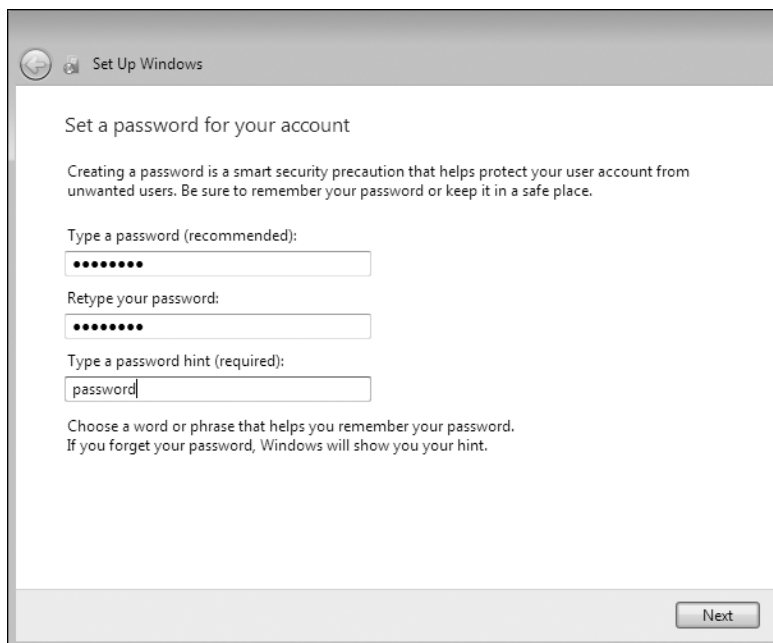 Set Up Windows
Set a password for your account
Creating a password is a smart security precaution that helps protect your user account from
unwanted users. Be sure to remember your password or keep it in a safe place.
Type a password (recommended):
••••••••
Retype your password:
••••••••
Type a password hint (required):
password
Choose a word or phrase that helps you remember your password.
If you forget your password, Windows will show you your hint.
Next